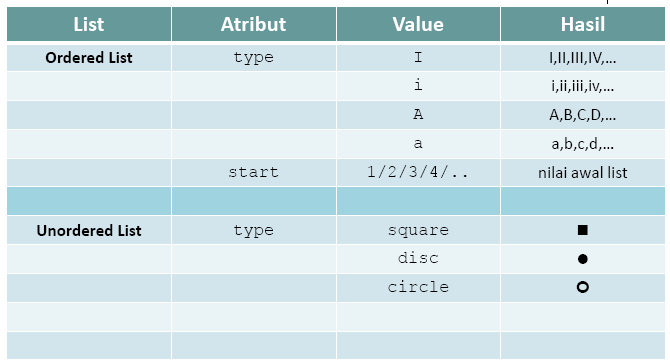 List Atribut Value Hasil
Ordered List type I I,II,III,IV,...
i i,ii,iii,iv,...
A A,B,C,D,...
a a,b,c,d,...
start 1/2/3/4/.. nilai awal list
Unordered List type square ■
disc ●
circle ○